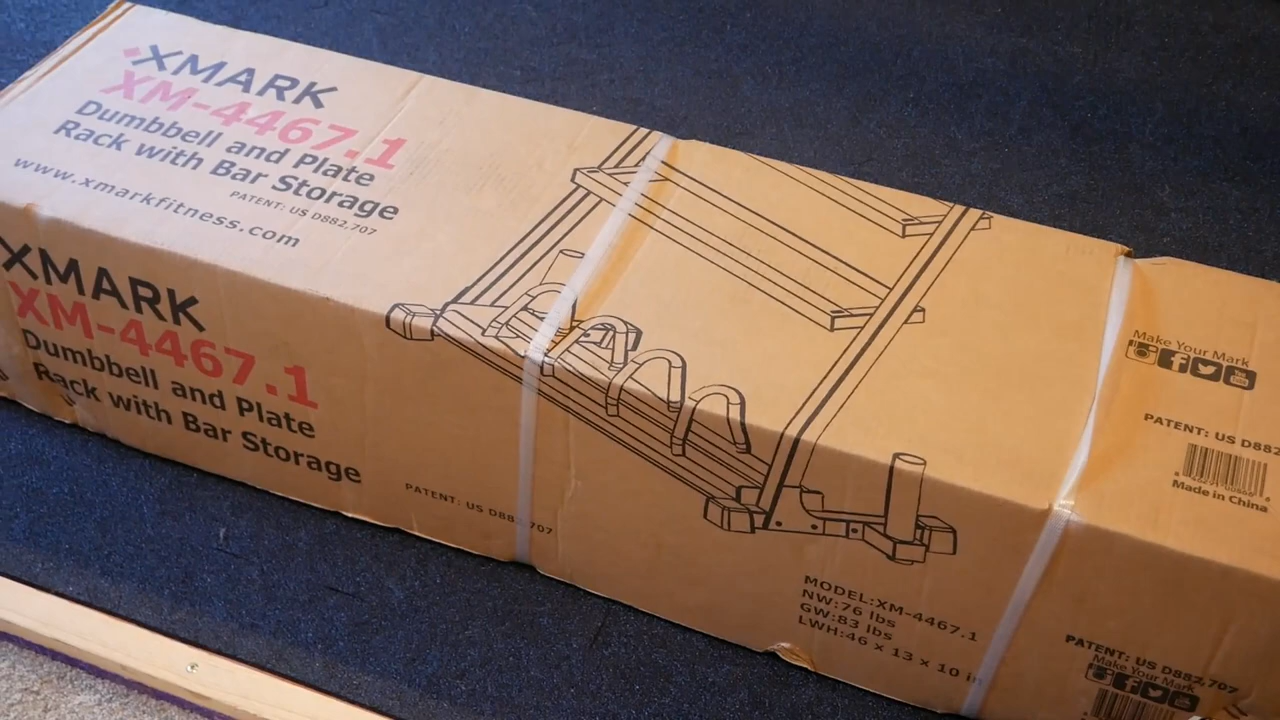 XMARK
XM-4467.1
Dumbbell and Plate
Rack with Bar Storage
PATENT: US D882,707
www.xmarkfitness.com
XMARK
XM-4467.1
Dumbbell and Plate
Rack with Bar Storage
PATENT: US D882,707
MODEL:XM-4467.1
NW:76 lbs
GW:83 lbs
LWH:46 x 13 x 10 in
Make Your Mark
PATENT: US D882
Made in China
PATENT: US D882,707
Make Your Mark